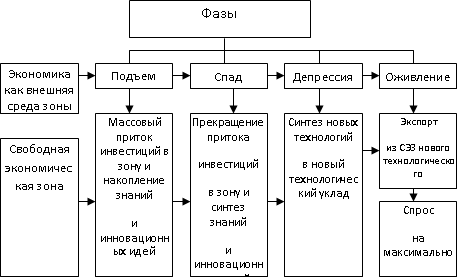 Фазы
Экономика
как внешняя
среда зоны
Подъем
Спад
Депрессия
Оживление
Свободная
экономичес
кая зона
Массовый
приток
инвестиций в
зону и
накопление
знаний
и
инновационн
ых идей
Прекращение
притока
инвестиций
в зону и
синтез
знаний
и
инновационн
Синтез новых
технологий
в новый
технологичес
кий уклад
Экспорт
из СЭЗ нового
технологическо
го
Спрос
на
максимально